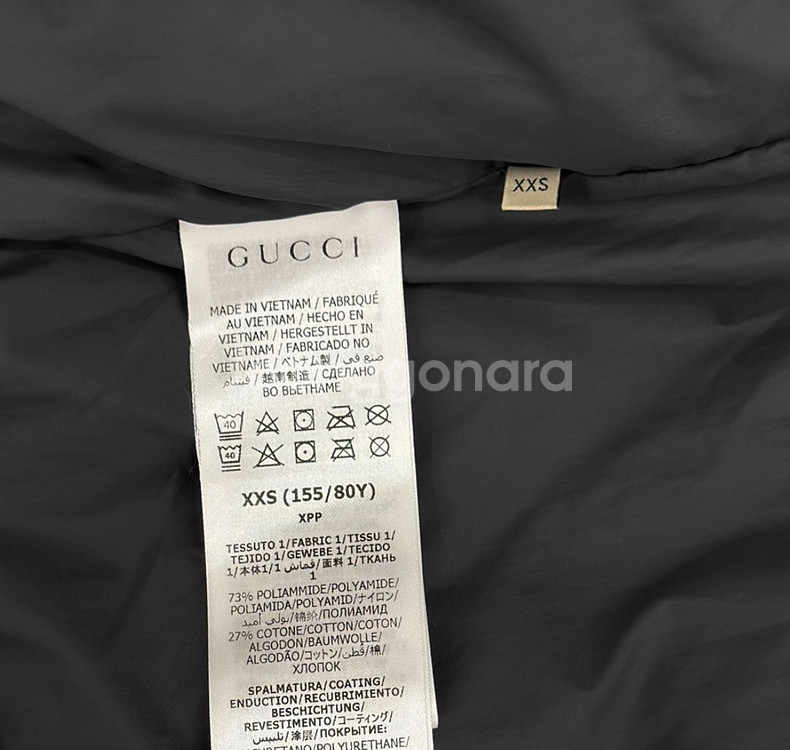 XXS
GUCCI
MADE IN VIETNAM / FABRIQUÉ
AU VIETNAM / HECHO EN
VIETNAM / HERGESTELLT IN
VIETNAM / FABRICADO NO
VIETNAME / ベトナム製 / صنع في
فيتنام / 越南創造 / СДЕЛАНО
ВО ВЬЕТНАМЕ
gonara
40
40
XXS (155/80Y)
XPP
TESSUTO 1/FABRIC 1/TISSU 1/
TEJIDO 1/GEWEBE 1/TECIDO
1/本体1/قماش 1/面料 1/ТКАНЬ
1
73% POLIAMMIDE/POLYAMIDE/
POLIAMIDA/POLYAMID/ナイロン/
بولي أميد/锦纶/ПОЛИАМИД
27% COTONE/COTTON/COTON/
ALGODON/BAUMWOLLE/
ALGODÃO/コットン/قطن/棉/
ХЛОПОК
SPALMATURA/COATING/
ENDUCTION/RECUBRIMIENTO/
BESCHICHTUNG/
REVESTIMENTO/コーティング/
تلبيس/涂层/ПОКРЫТИЕ:
/POLYURETHANE/